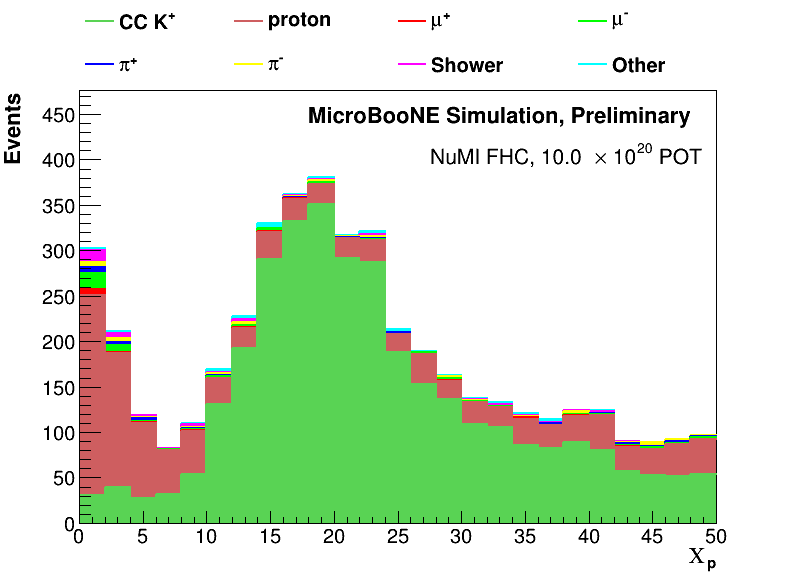 CC K⁺ proton μ⁺ μ⁻
π⁺ π⁻ Shower Other
MicroBooNE Simulation, Preliminary
NuMI FHC, 10.0 ×10²⁰ POT
Events
450
400
350
300
250
200
150
100
50
0
0 5 10 15 20 25 30 35 40 45 50
Χₚ